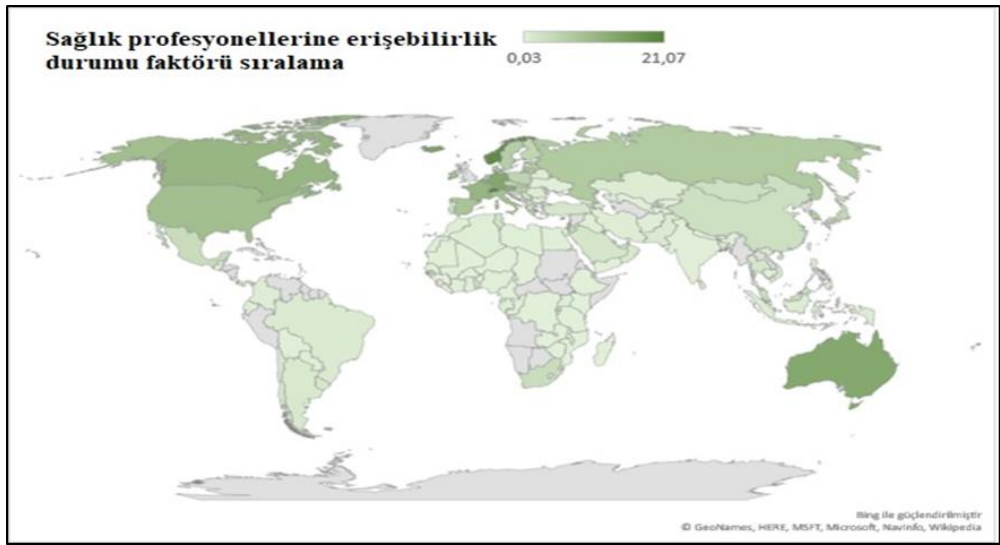 Sağlık profesyonellerine erişebilirlik
durumu faktörü sıralama
0,03 21,07
Bing ile güçlendirilmiştir
© GeoNames, HERE, MSFT, Microsoft, NavInfo, Wikipedia